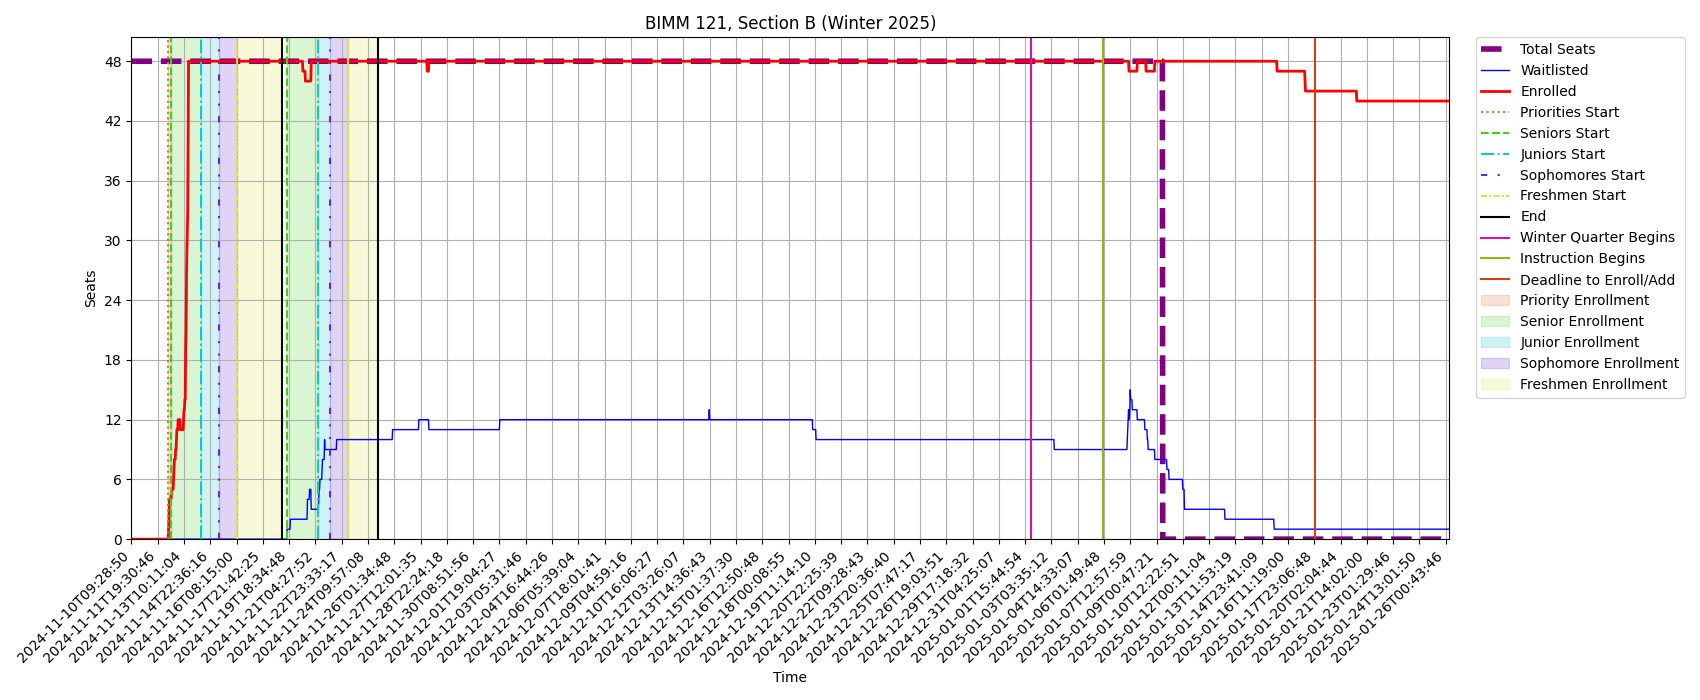 BIMM 121, Section B (Winter 2025)
Seats
48
42
36
30
24
18
12
6
0
2024-11-10T09:28:50
2024-11-11T19:30:46
2024-11-13T10:11:04
2024-11-14T22:36:16
2024-11-16T08:15:00
2024-11-17T21:42:25
2024-11-19T18:34:48
2024-11-21T04:27:52
2024-11-22T23:33:17
2024-11-24T09:57:08
2024-11-26T01:34:48
2024-11-27T12:01:35
2024-11-28T22:24:18
2024-11-30T08:51:56
2024-12-01T19:04:27
2024-12-03T05:31:46
2024-12-04T16:44:26
2024-12-06T05:39:04
2024-12-07T18:01:41
2024-12-09T04:59:16
2024-12-10T16:06:27
2024-12-12T03:26:07
2024-12-13T14:36:43
2024-12-15T01:37:30
2024-12-16T12:50:48
2024-12-18T00:08:55
2024-12-19T11:14:10
2024-12-20T22:25:39
2024-12-22T09:28:43
2024-12-23T20:36:40
2024-12-25T07:47:17
2024-12-26T19:03:51
2024-12-29T17:18:32
2024-12-31T04:25:07
2025-01-01T15:44:54
2025-01-03T03:35:12
2025-01-04T14:33:07
2025-01-06T01:49:48
2025-01-07T12:57:59
2025-01-09T00:47:21
2025-01-10T12:22:51
2025-01-12T00:11:04
2025-01-13T11:53:19
2025-01-14T23:41:09
2025-01-16T11:19:00
2025-01-17T23:06:48
2025-01-20T02:04:44
2025-01-21T14:02:00
2025-01-23T01:29:46
2025-01-24T13:01:50
2025-01-26T00:43:46
Time
Total Seats
Waitlisted
Enrolled
Priorities Start
Seniors Start
Juniors Start
Sophomores Start
Freshmen Start
End
Winter Quarter Begins
Instruction Begins
Deadline to Enroll/Add
Priority Enrollment
Senior Enrollment
Junior Enrollment
Sophomore Enrollment
Freshmen Enrollment